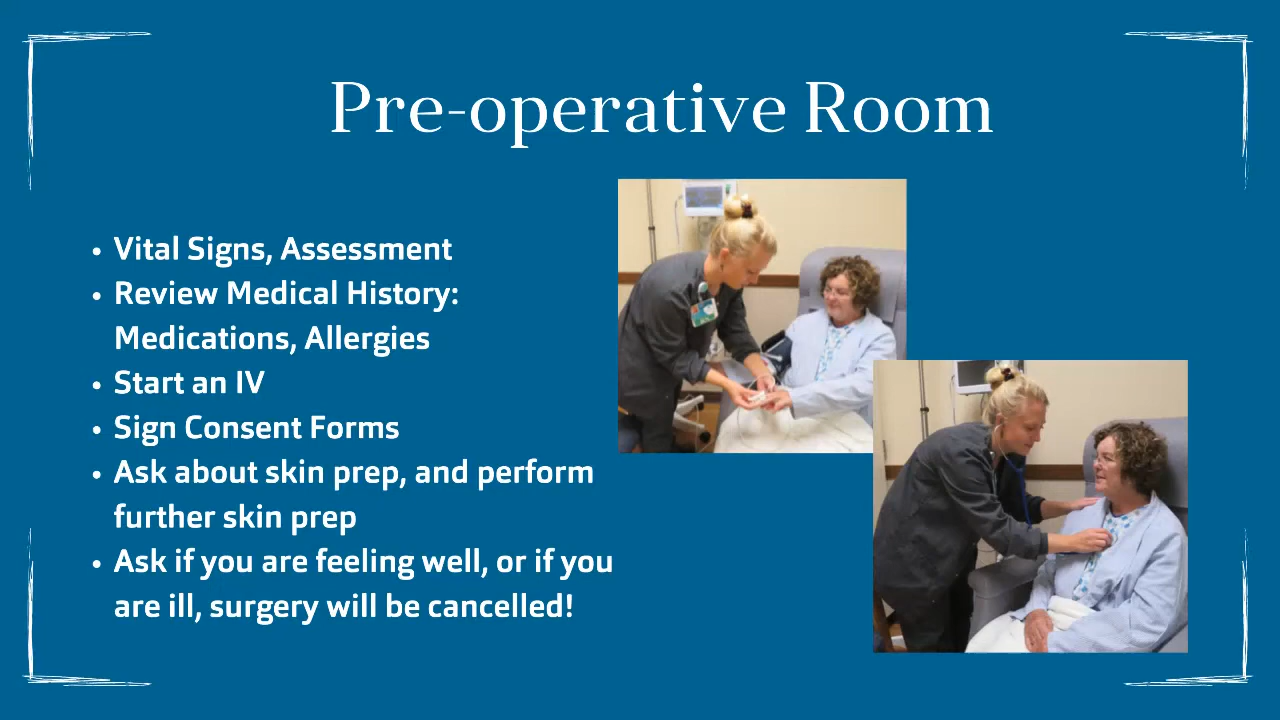 Pre-operative Room
• Vital Signs, Assessment
• Review Medical History:
Medications, Allergies
• Start an IV
• Sign Consent Forms
• Ask about skin prep, and perform
further skin prep
• Ask if you are feeling well, or if you
are ill, surgery will be cancelled!